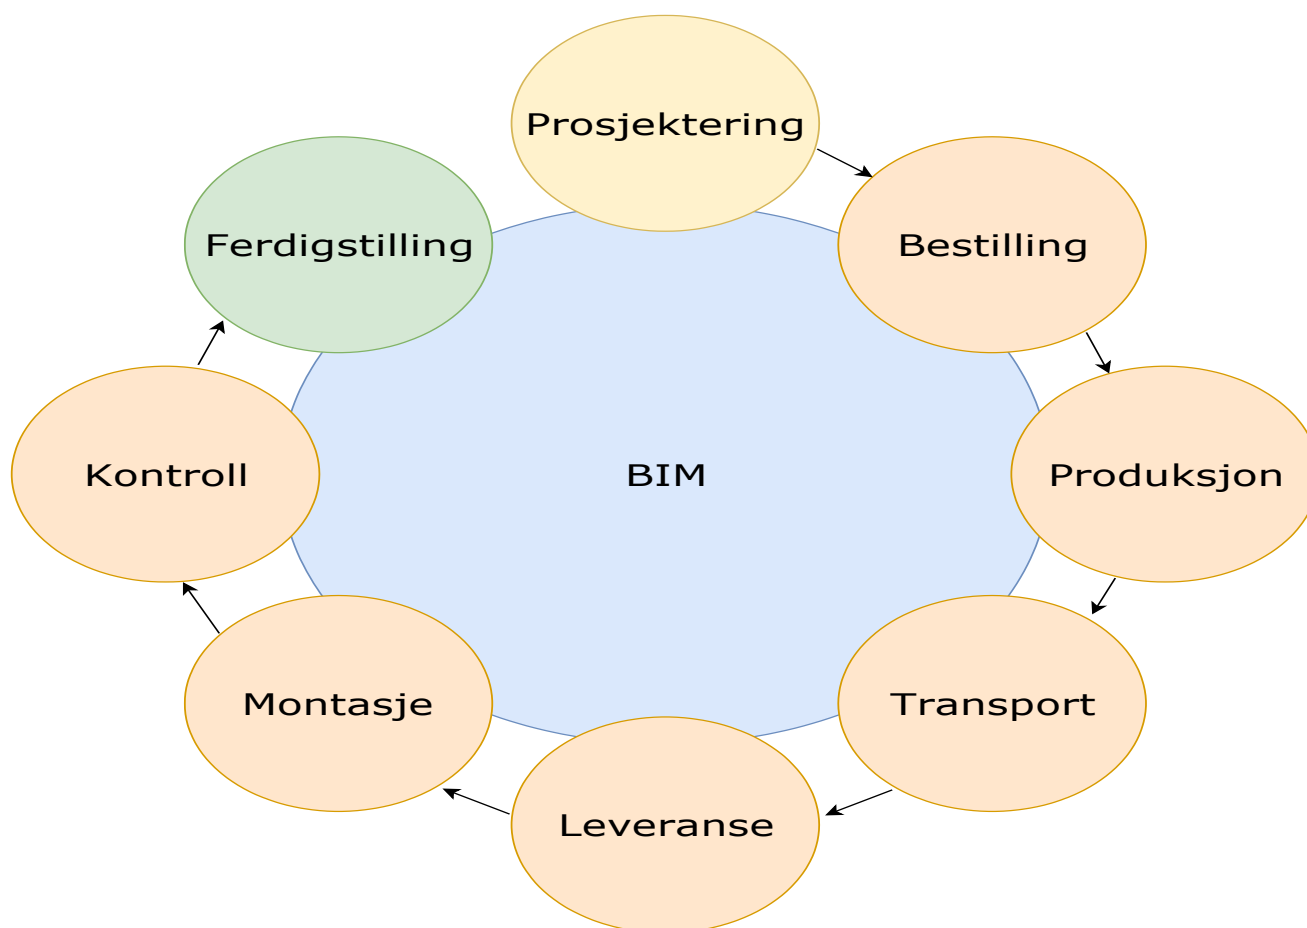 Prosjektering
Ferdigstilling
Bestilling
Kontroll
BIM
Produksjon
Montasje
Transport
Leveranse